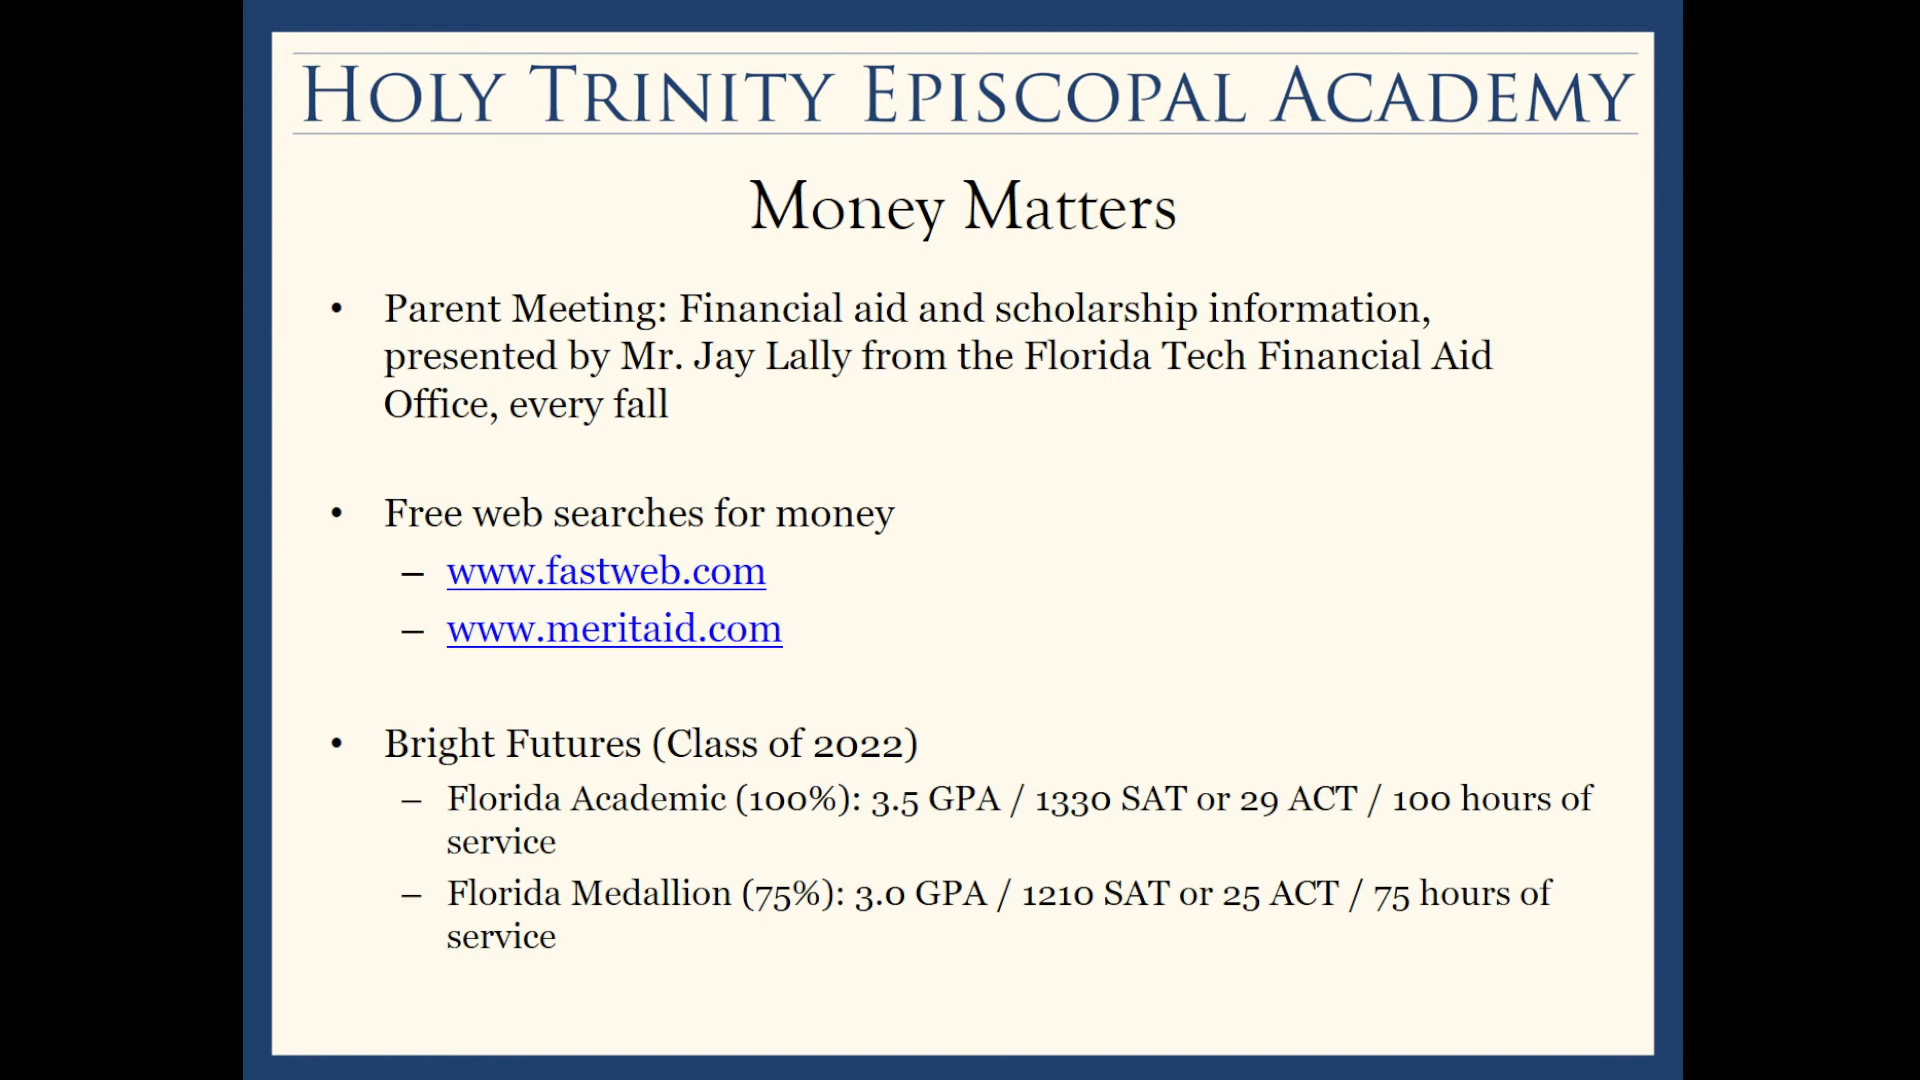 HOLY TRINITY EPISCOPAL ACADEMY
Money Matters
• Parent Meeting: Financial aid and scholarship information,
presented by Mr. Jay Lally from the Florida Tech Financial Aid
Office, every fall
• Free web searches for money
– www.fastweb.com
– www.meritaid.com
• Bright Futures (Class of 2022)
– Florida Academic (100%): 3.5 GPA / 1330 SAT or 29 ACT / 100 hours of
service
– Florida Medallion (75%): 3.0 GPA / 1210 SAT or 25 ACT / 75 hours of
service